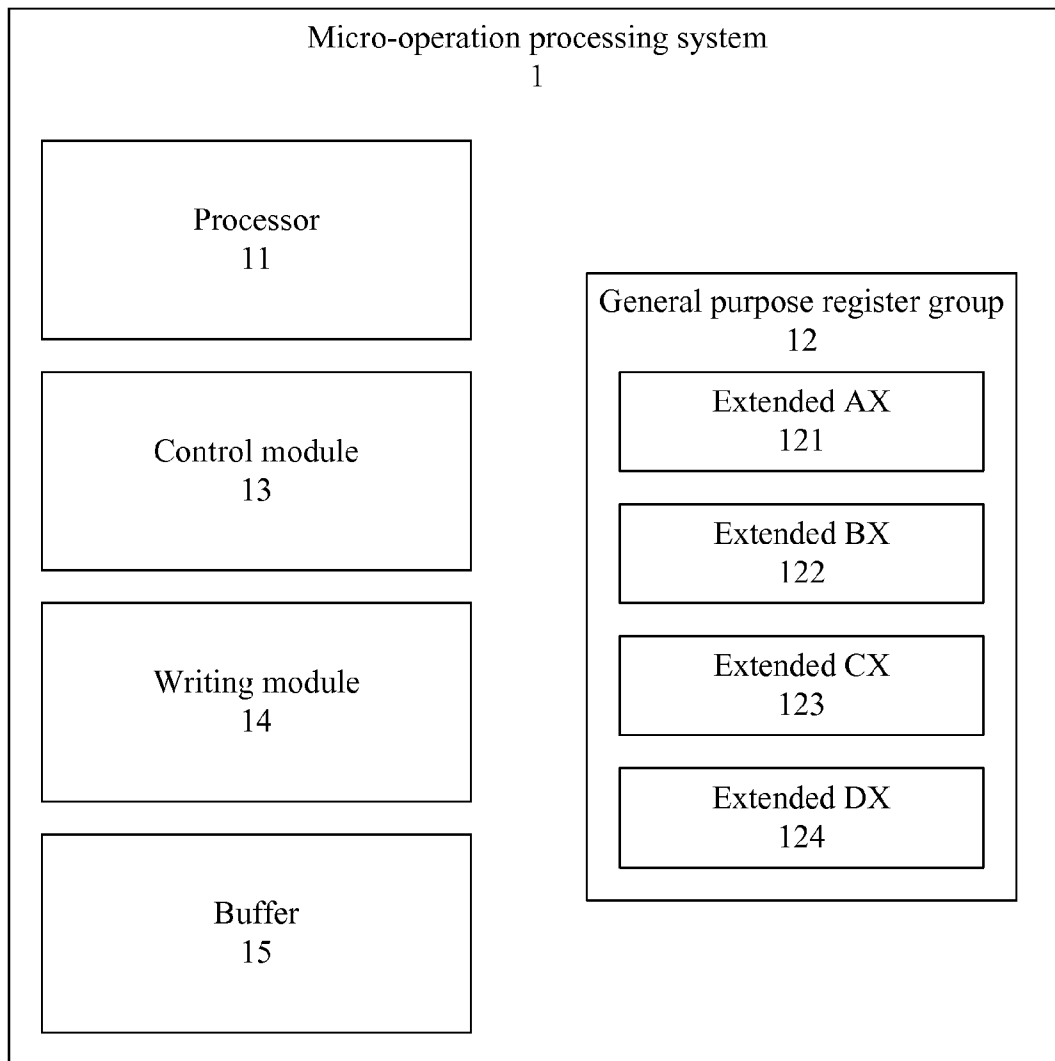 Micro-operation processing system
1
Processor
11
Control module
13
Writing module
14
Buffer
15
General purpose register group
12
Extended AX
121
Extended BX
122
Extended CX
123
Extended DX
124